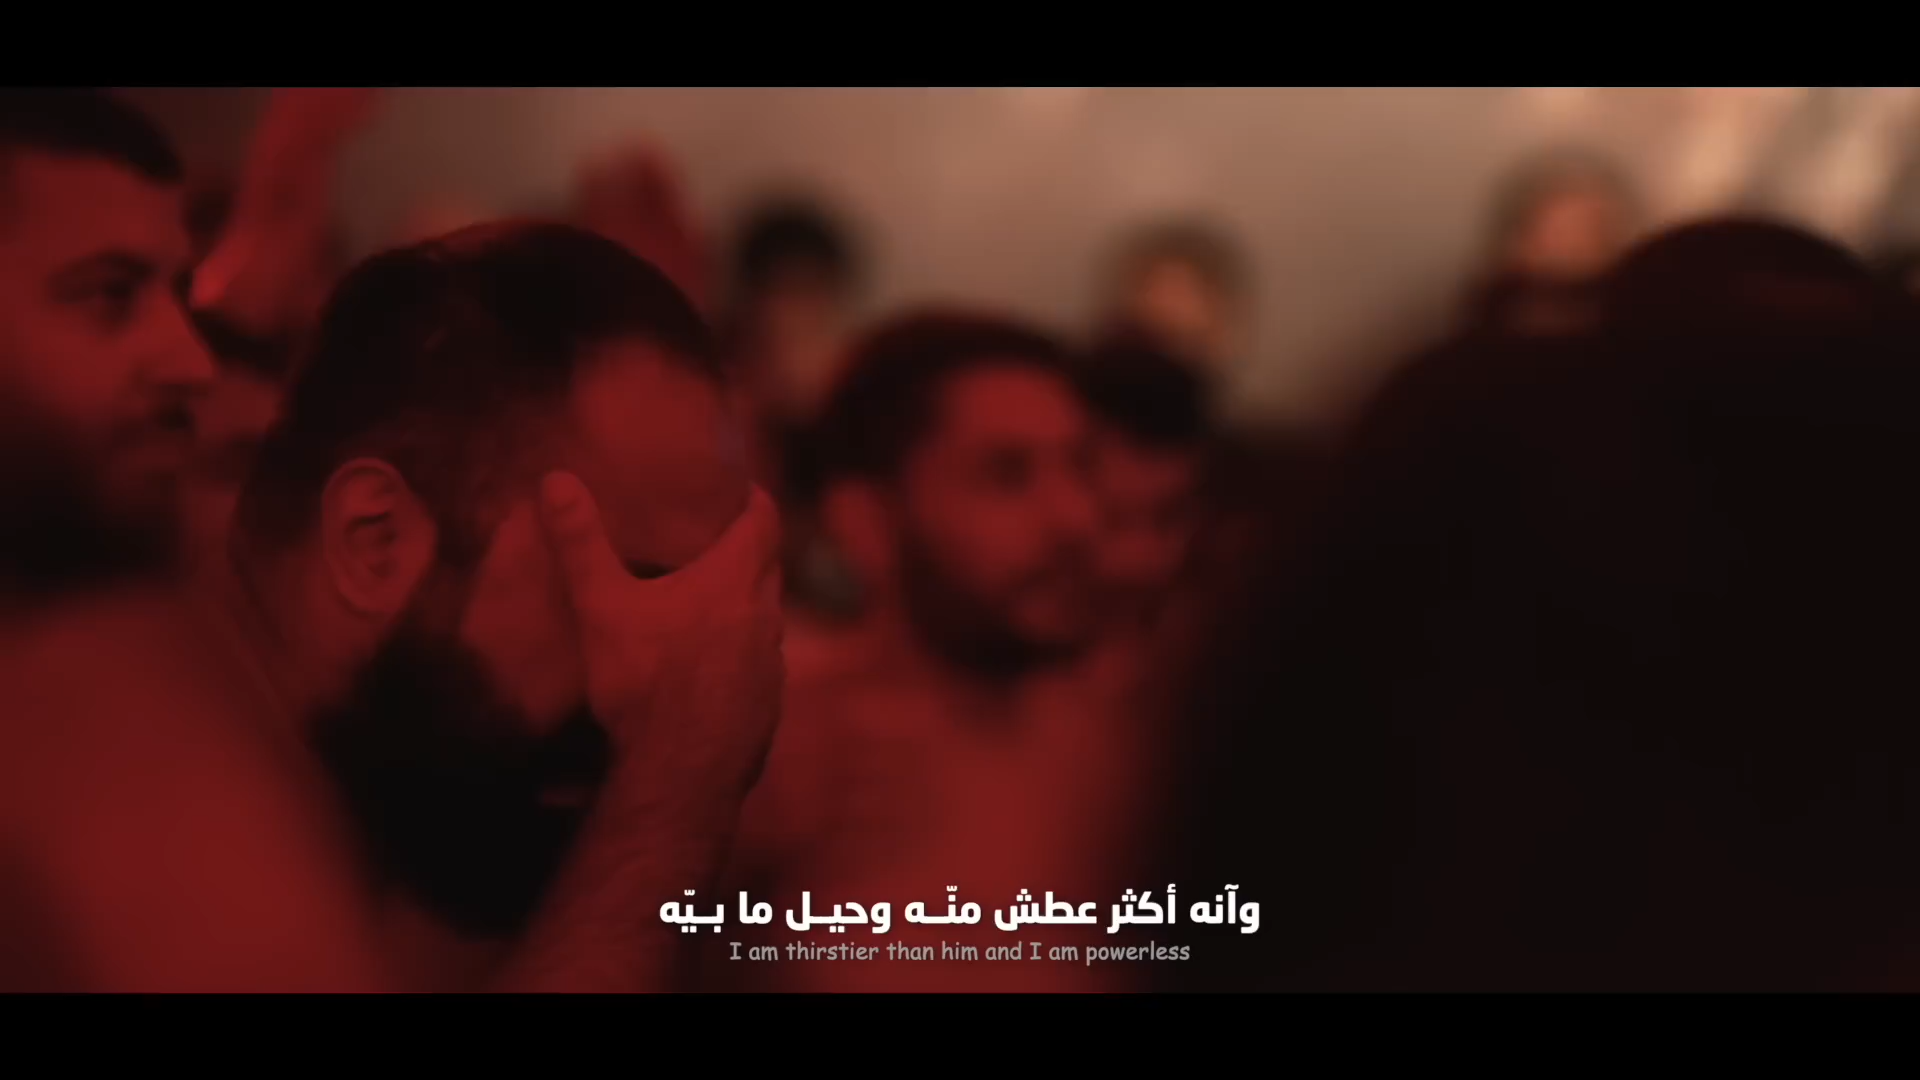 وآنه أكثر عطش منّـه وحيـل ما بـيّه
I am thirstier than him and I am powerless